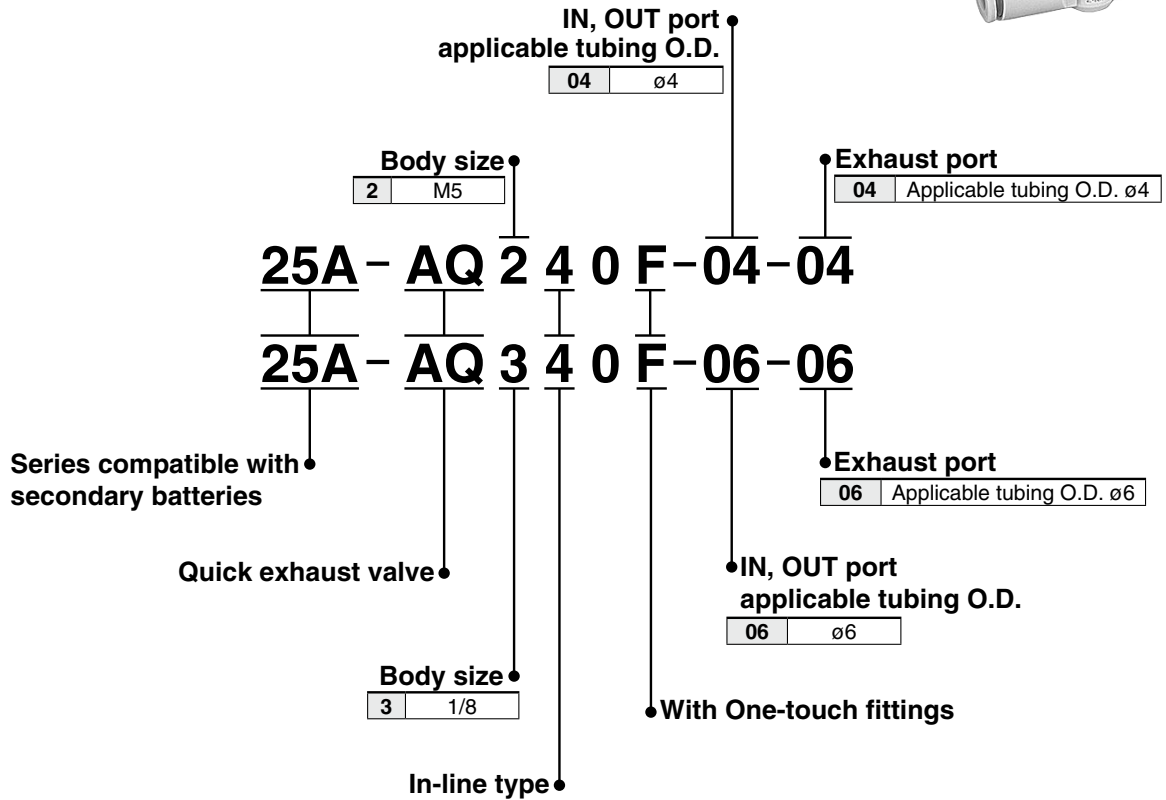 IN, OUT port
applicable tubing O.D.
04 ø4
Body size
2 M5
Exhaust port
04 Applicable tubing O.D. ø4
25A - AQ 2 4 0 F - 04 - 04
25A - AQ 3 4 0 F - 06 - 06
Series compatible with
secondary batteries
Exhaust port
06 Applicable tubing O.D. ø6
Quick exhaust valve
IN, OUT port
applicable tubing O.D.
06 ø6
Body size
3 1/8
With One-touch fittings
In-line type